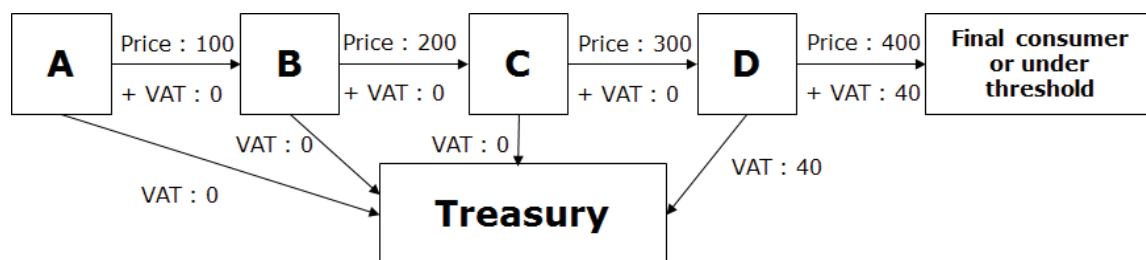 A
Price : 100
+ VAT : 0
B
Price : 200
+ VAT : 0
C
Price : 300
+ VAT : 0
D
Price : 400
+ VAT : 40
Final consumer
or under
threshold
VAT : 0
VAT : 0
VAT : 0
VAT : 40
Treasury